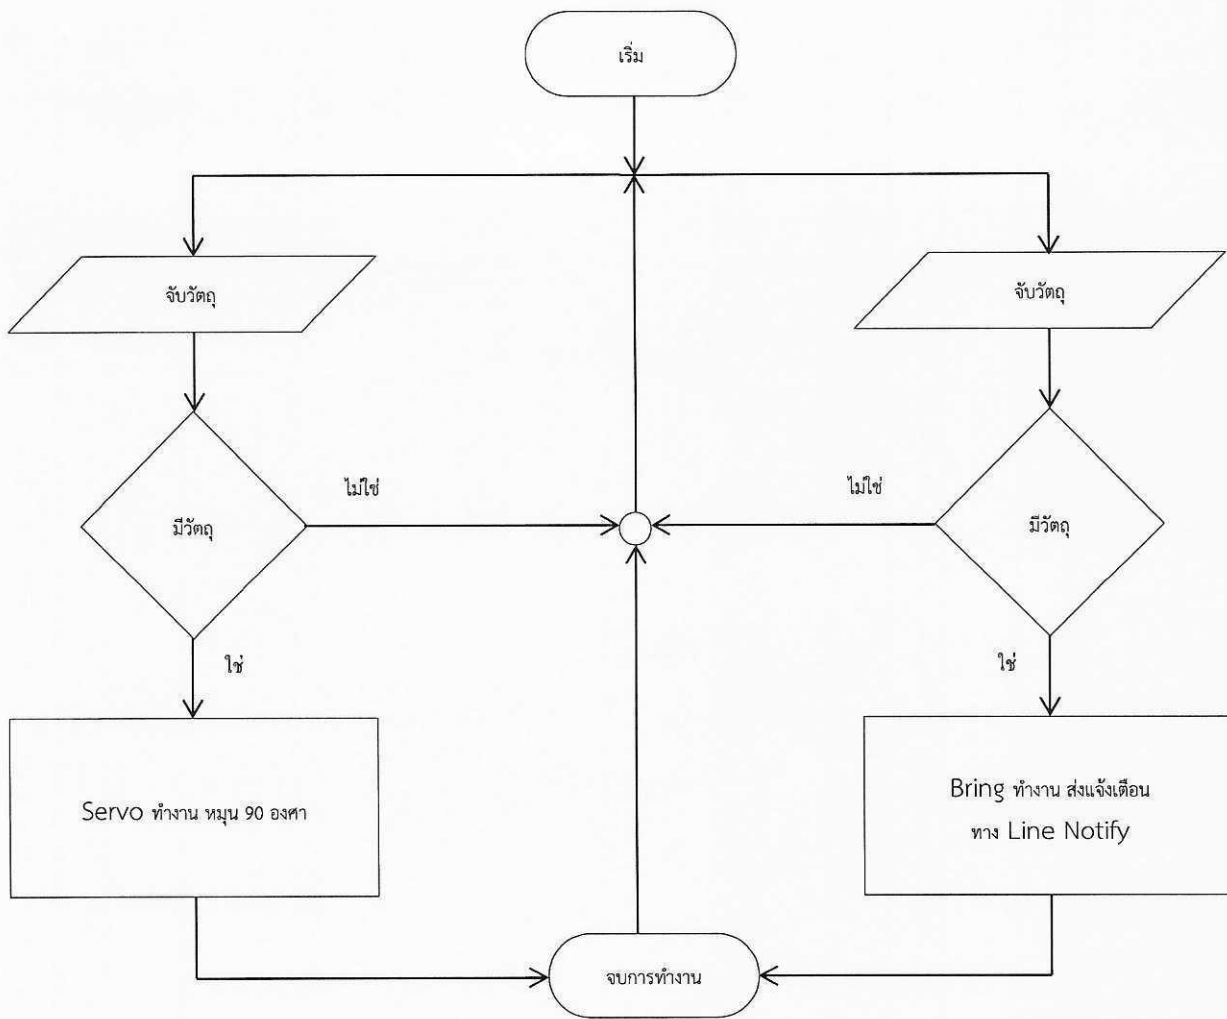 เริ่ม
จับวัตถุ
จับวัตถุ
ไม่ใช่
ไม่ใช่
มีวัตถุ
มีวัตถุ
ใช่
ใช่
Servo ทำงาน หมุน 90 องศา
Bring ทำงาน ส่งแจ้งเตือน
ทาง Line Notify
จบการทำงาน